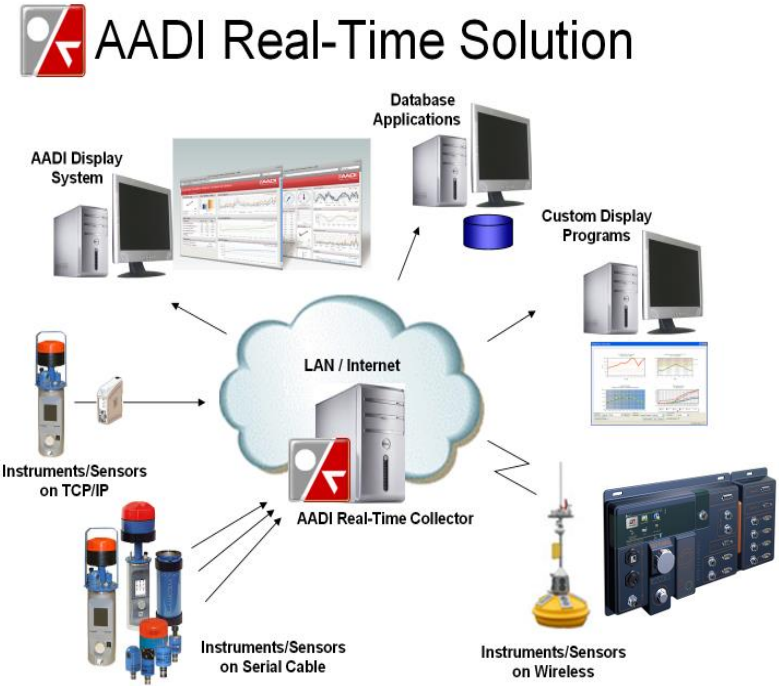 AADI Real-Time Solution
Database
Applications
AADI Display
System
Custom Display
Programs
LAN / Internet
Instruments/Sensors
on TCP/IP
AADI Real-Time Collector
Instruments/Sensors
on Serial Cable
Instruments/Sensors
on Wireless